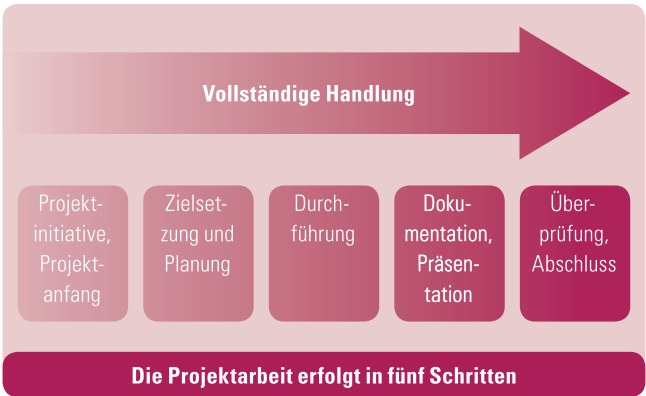 Vollständige Handlung
Projekt-
initiative,
Projekt-
anfang
Zielset-
zung und
Planung
Durch-
führung
Doku-
mentation,
Präsen-
tation
Über-
prüfung,
Abschluss
Die Projektarbeit erfolgt in fünf Schritten